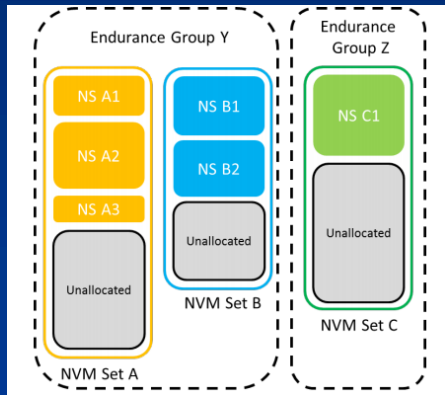 Endurance Group Y
NS A1
NS A2
NS A3
Unallocated
NVM Set A
NS B1
NS B2
Unallocated
NVM Set B
Endurance
Group Z
NS C1
Unallocated
NVM Set C